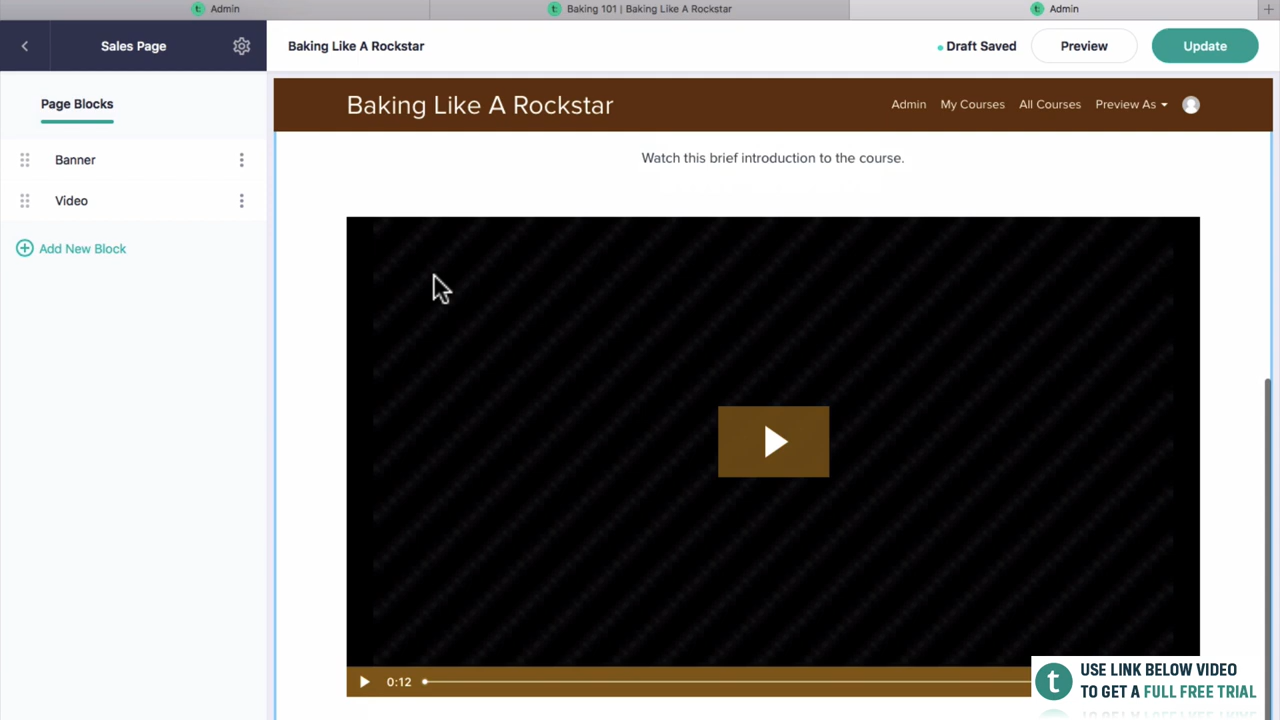 Admin
Baking 101 | Baking Like A Rockstar
Admin
Sales Page
Baking Like A Rockstar
Draft Saved
Preview
Update
Page Blocks
Banner
Video
Add New Block
Baking Like A Rockstar
Admin
My Courses
All Courses
Preview As
Watch this brief introduction to the course.
0:12
t
USE LINK BELOW VIDEO
TO GET A FULL FREE TRIAL